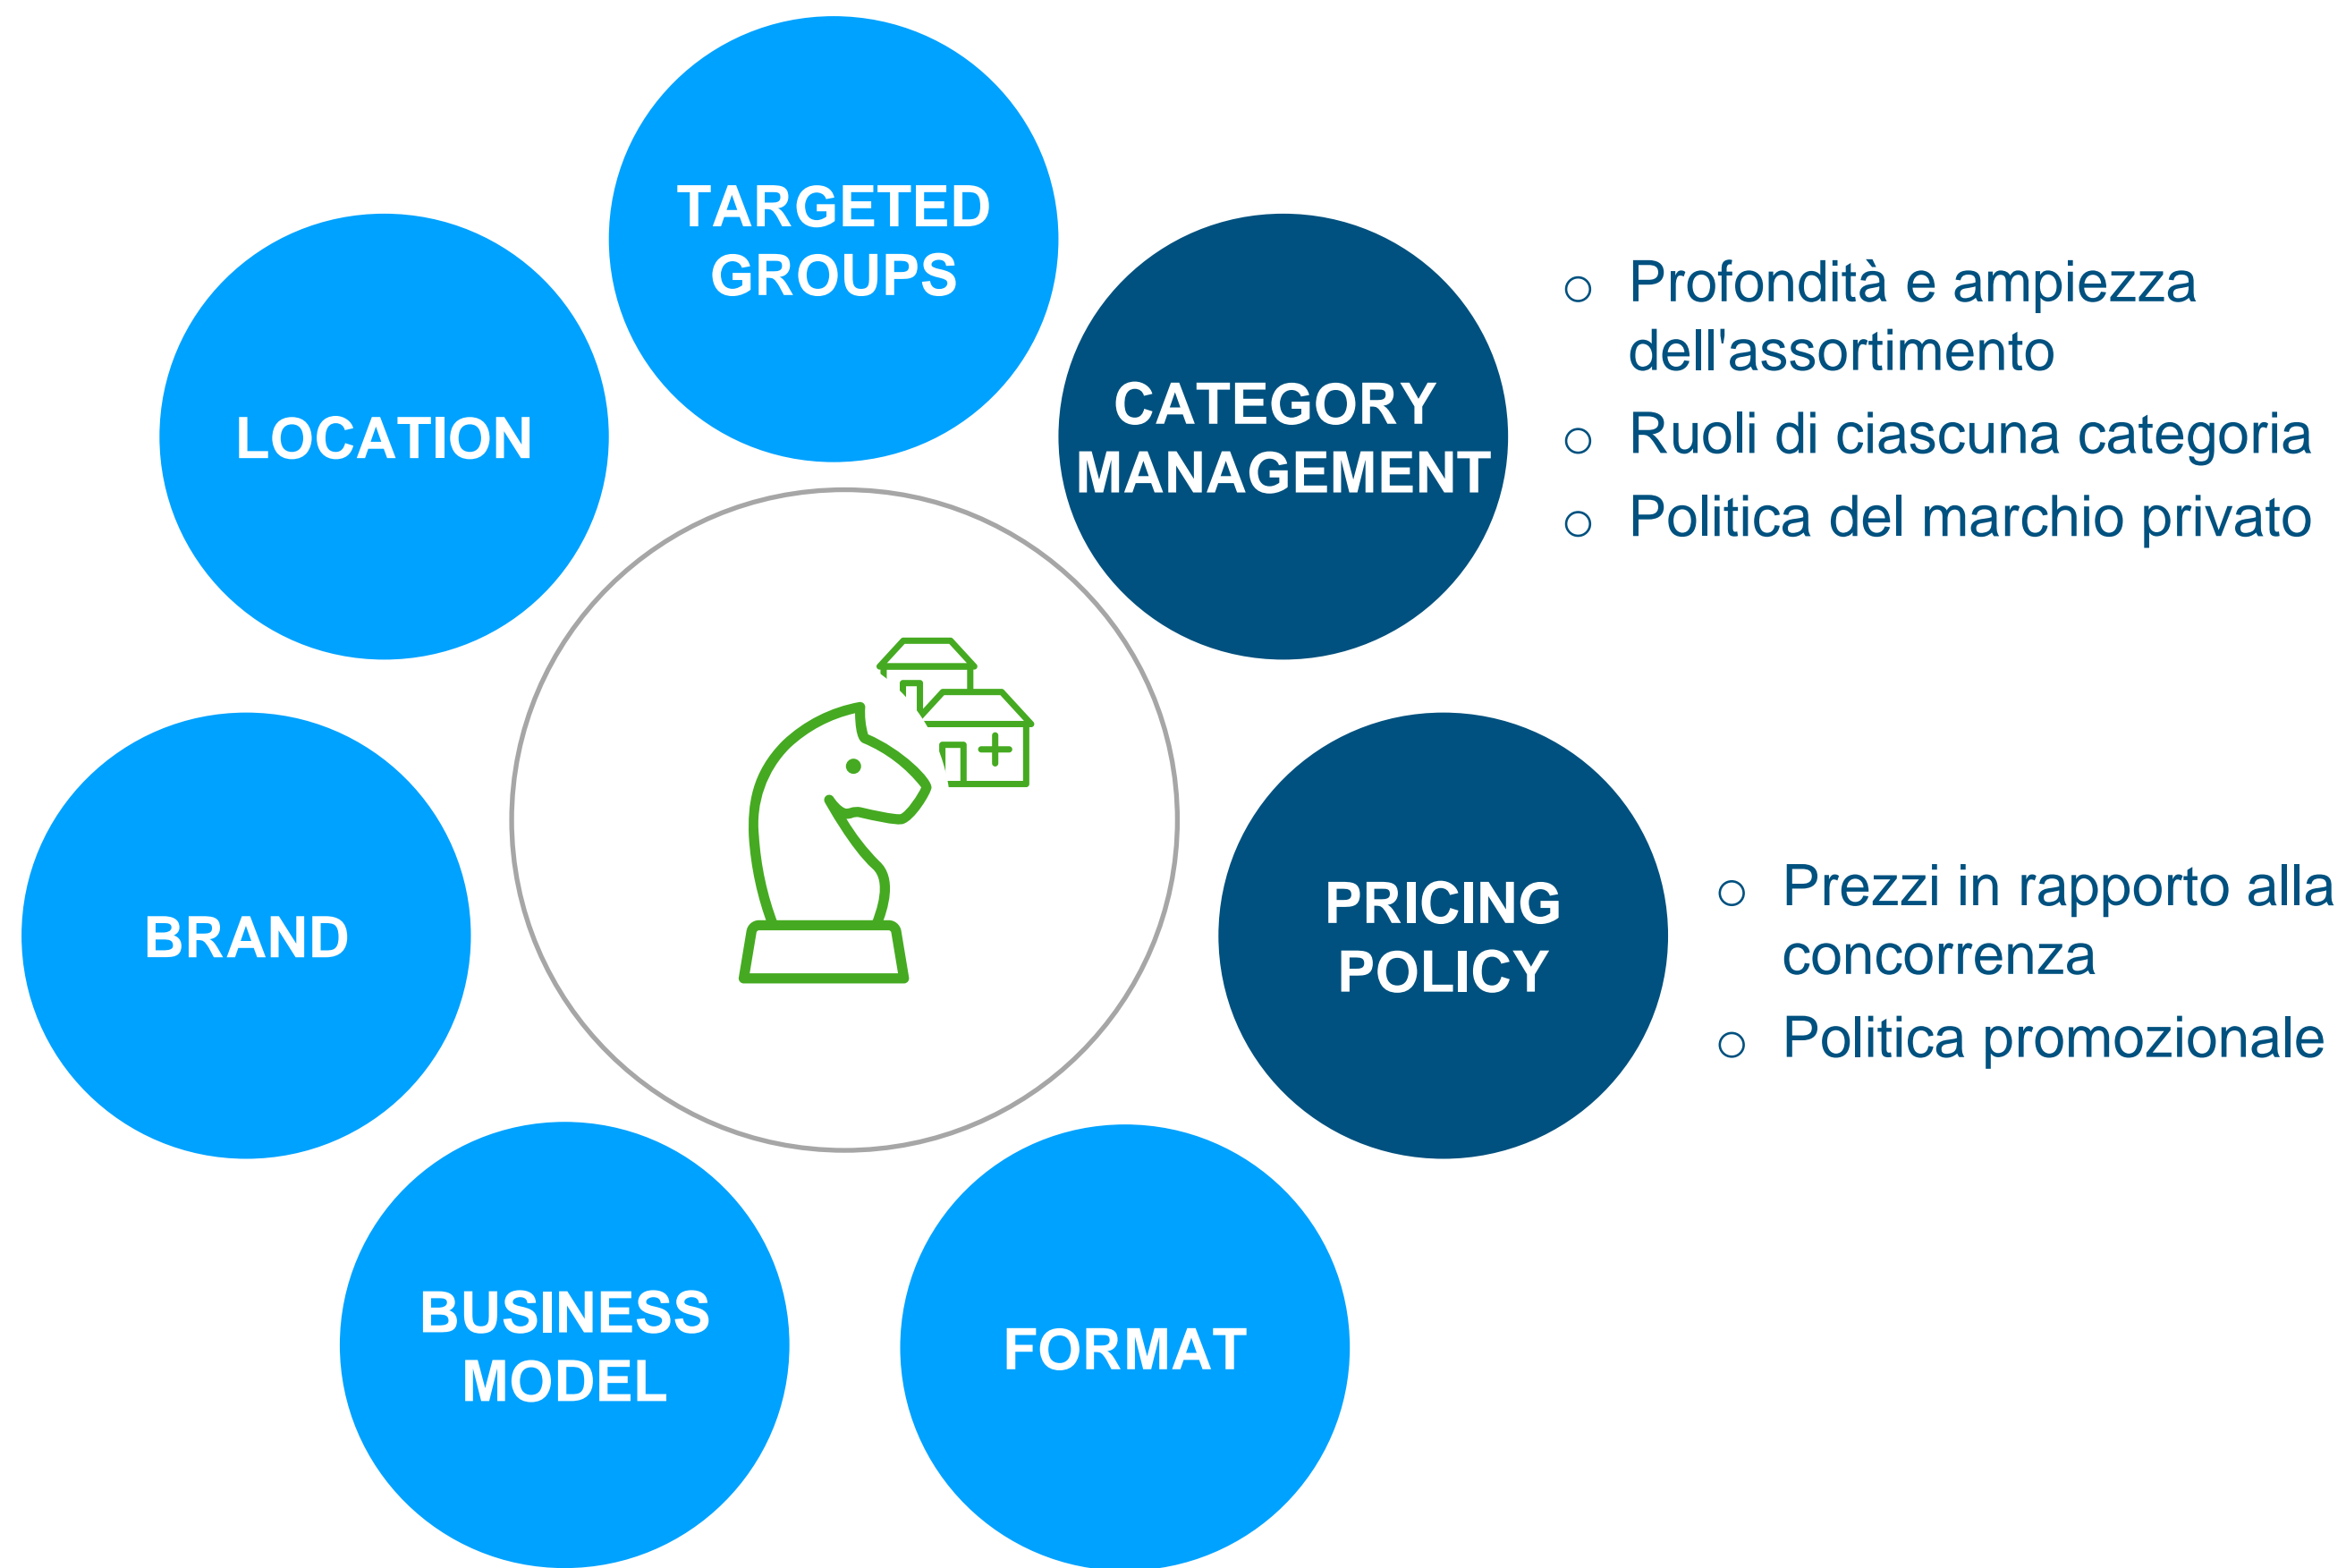 TARGETED
GROUPS
LOCATION
CATEGORY
MANAGEMENT
Profondità e ampiezza
dell'assortimento
Ruoli di ciascuna categoria
Politica del marchio privato
BRAND
PRICING
POLICY
Prezzi in rapporto alla
concorrenza
Politica promozionale
BUSINESS
MODEL
FORMAT